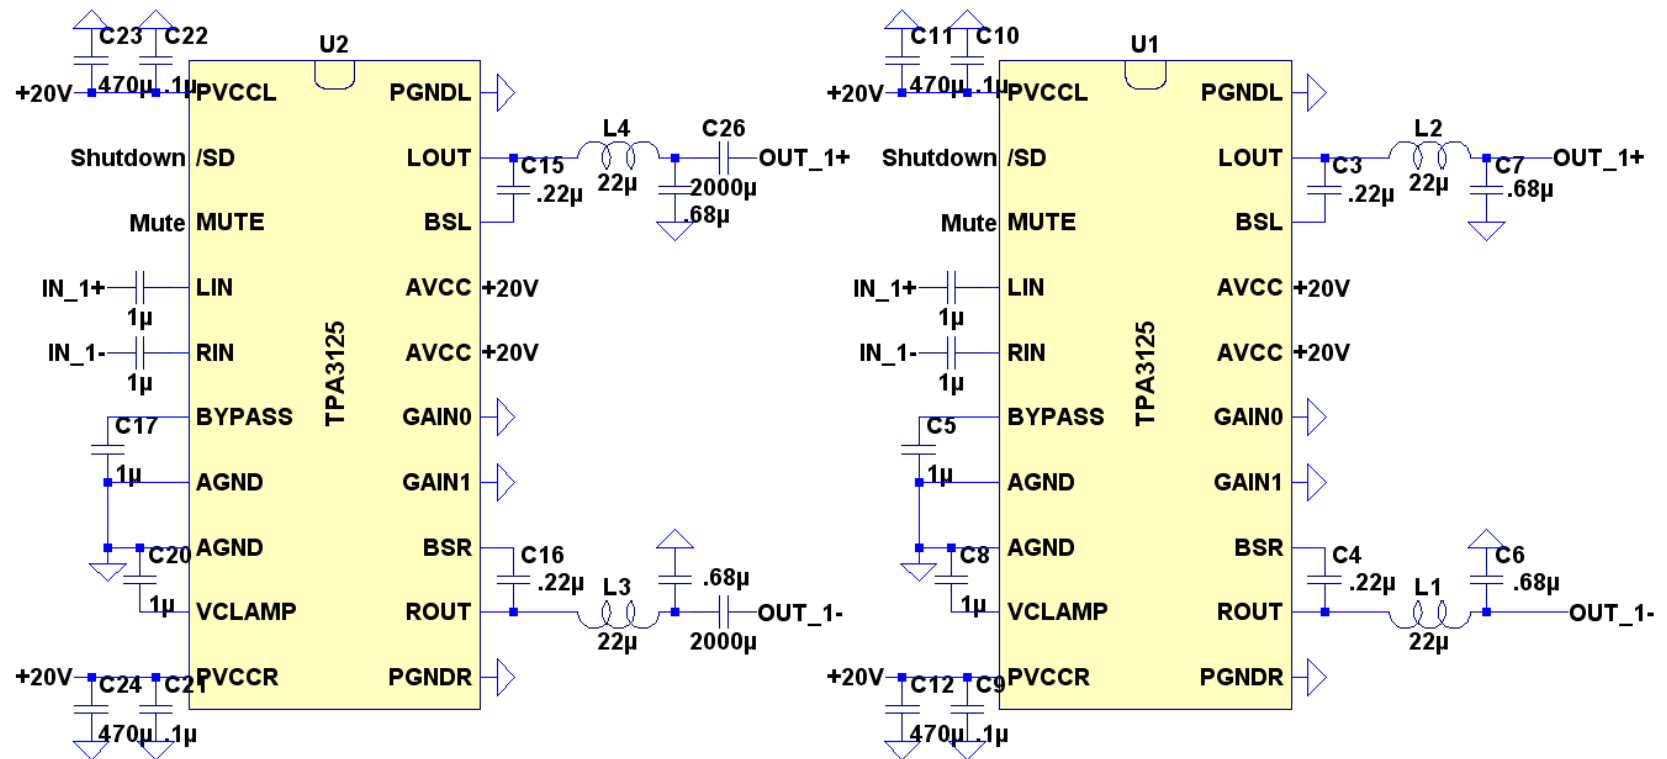 C23
C22
U2
470µ
.1µ
+20V
PVCCL
PGNDL
L4
C26
Shutdown
/SD
LOUT
OUT_1+
C15
22µ
2000µ
.22µ
.68µ
Mute
MUTE
BSL
IN_1+
LIN
AVCC
+20V
1µ
TPA3125
IN_1-
RIN
AVCC
+20V
1µ
BYPASS
GAIN0
C17
1µ
AGND
GAIN1
AGND
BSR
C20
C16
.22µ
L3
.68µ
1µ
VCLAMP
ROUT
OUT_1-
22µ
2000µ
+20V
PVCCR
PGNDR
C24
C21
470µ
.1µ
C11
C10
U1
470µ
.1µ
+20V
PVCCL
PGNDL
L2
Shutdown
/SD
LOUT
OUT_1+
C3
C7
22µ
.68µ
.22µ
Mute
MUTE
BSL
IN_1+
LIN
AVCC
+20V
1µ
TPA3125
IN_1-
RIN
AVCC
+20V
1µ
BYPASS
GAIN0
C5
1µ
AGND
GAIN1
AGND
BSR
C8
C4
C6
.22µ
L1
.68µ
1µ
VCLAMP
ROUT
OUT_1-
22µ
+20V
PVCCR
PGNDR
C12
C9
470µ
.1µ